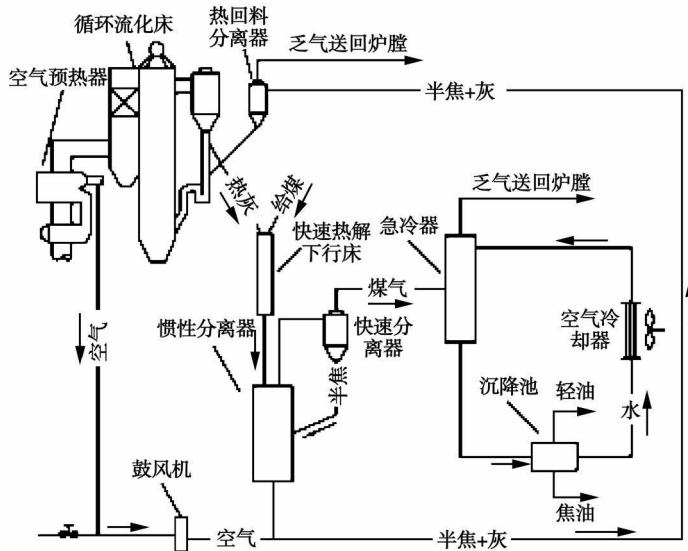 循环流化床
热回料
分离器
乏气送回炉膛
空气预热器
半焦+灰
热灰
给煤
乏气送回炉膛
急冷器
快速热解
下行床
煤气
空气
惯性分离器
快速分
离器
空气冷
却器
半焦
沉降池
轻油
水
鼓风机
焦油
空气
半焦+灰